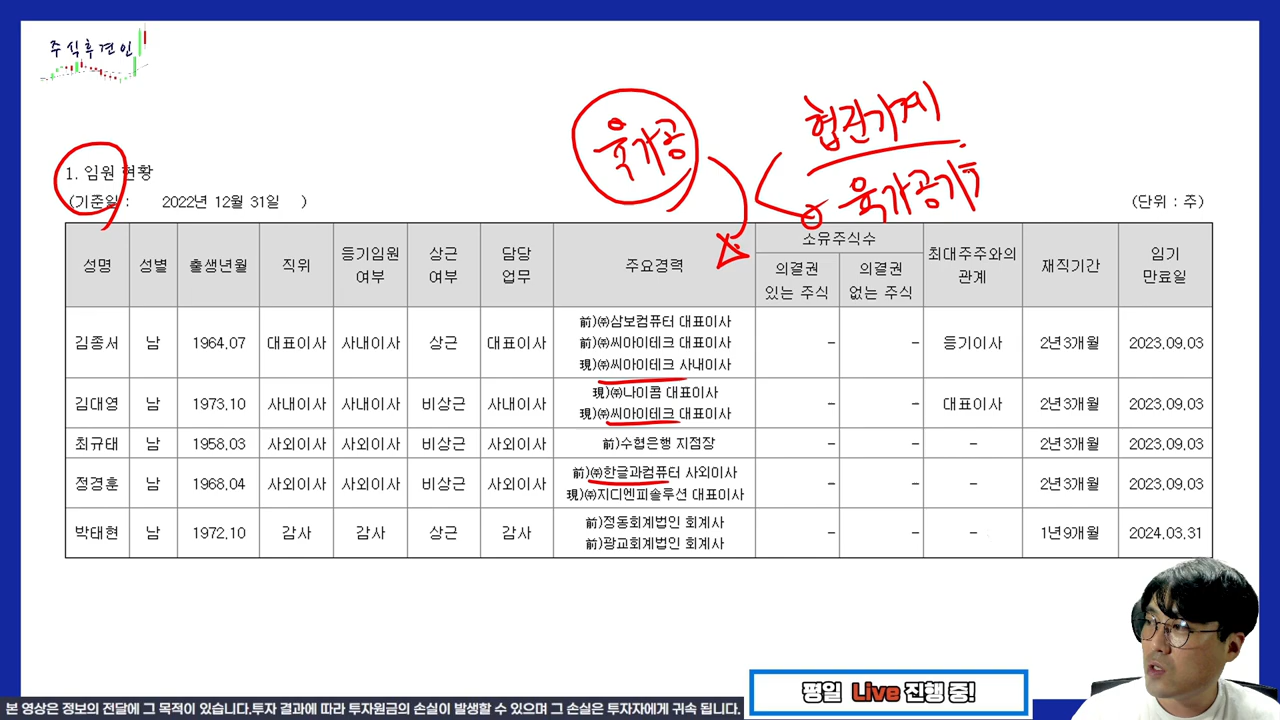 주식후견인
육가공
협간가제
육가공기
1. 임원 현황
(기준일 : 2022년 12월 31일 )
(단위 : 주)
성명 성별 출생년월 직위 등기임원 여부 상근 여부 담당 업무 주요경력 소유주식수 최대주주와의 관계 재직기간 임기 만료일
의결권 있는 주식 의결권 없는 주식
김종서 남 1964.07 대표이사 사내이사 상근 대표이사 前)㈜삼보컴퓨터 대표이사
前)㈜씨아이테크 대표이사
現)㈜씨아이테크 사내이사 - - 등기이사 2년3개월 2023.09.03
김대영 남 1973.10 사내이사 사내이사 비상근 사내이사 現)㈜나이콤 대표이사
現)㈜씨아이테크 대표이사 - - 대표이사 2년3개월 2023.09.03
최규태 남 1958.03 사외이사 사외이사 비상근 사외이사 前)수협은행 지점장 - - - 2년3개월 2023.09.03
정경훈 남 1968.04 사외이사 사외이사 비상근 사외이사 前)㈜한글과컴퓨터 사외이사
現)㈜지디엔피솔루션 대표이사 - - - 2년3개월 2023.09.03
박태현 남 1972.10 감사 감사 상근 감사 前)정동회계법인 회계사
前)광교회계법인 회계사 - - - 1년9개월 2024.03.31
본 영상은 정보의 전달에 그 목적이 있습니다.투자 결과에 따라 투자원금의 손실이 발생할 수 있으며 그 손실은 투자자에게 귀속 됩니다.
평일 Live 진행 중!